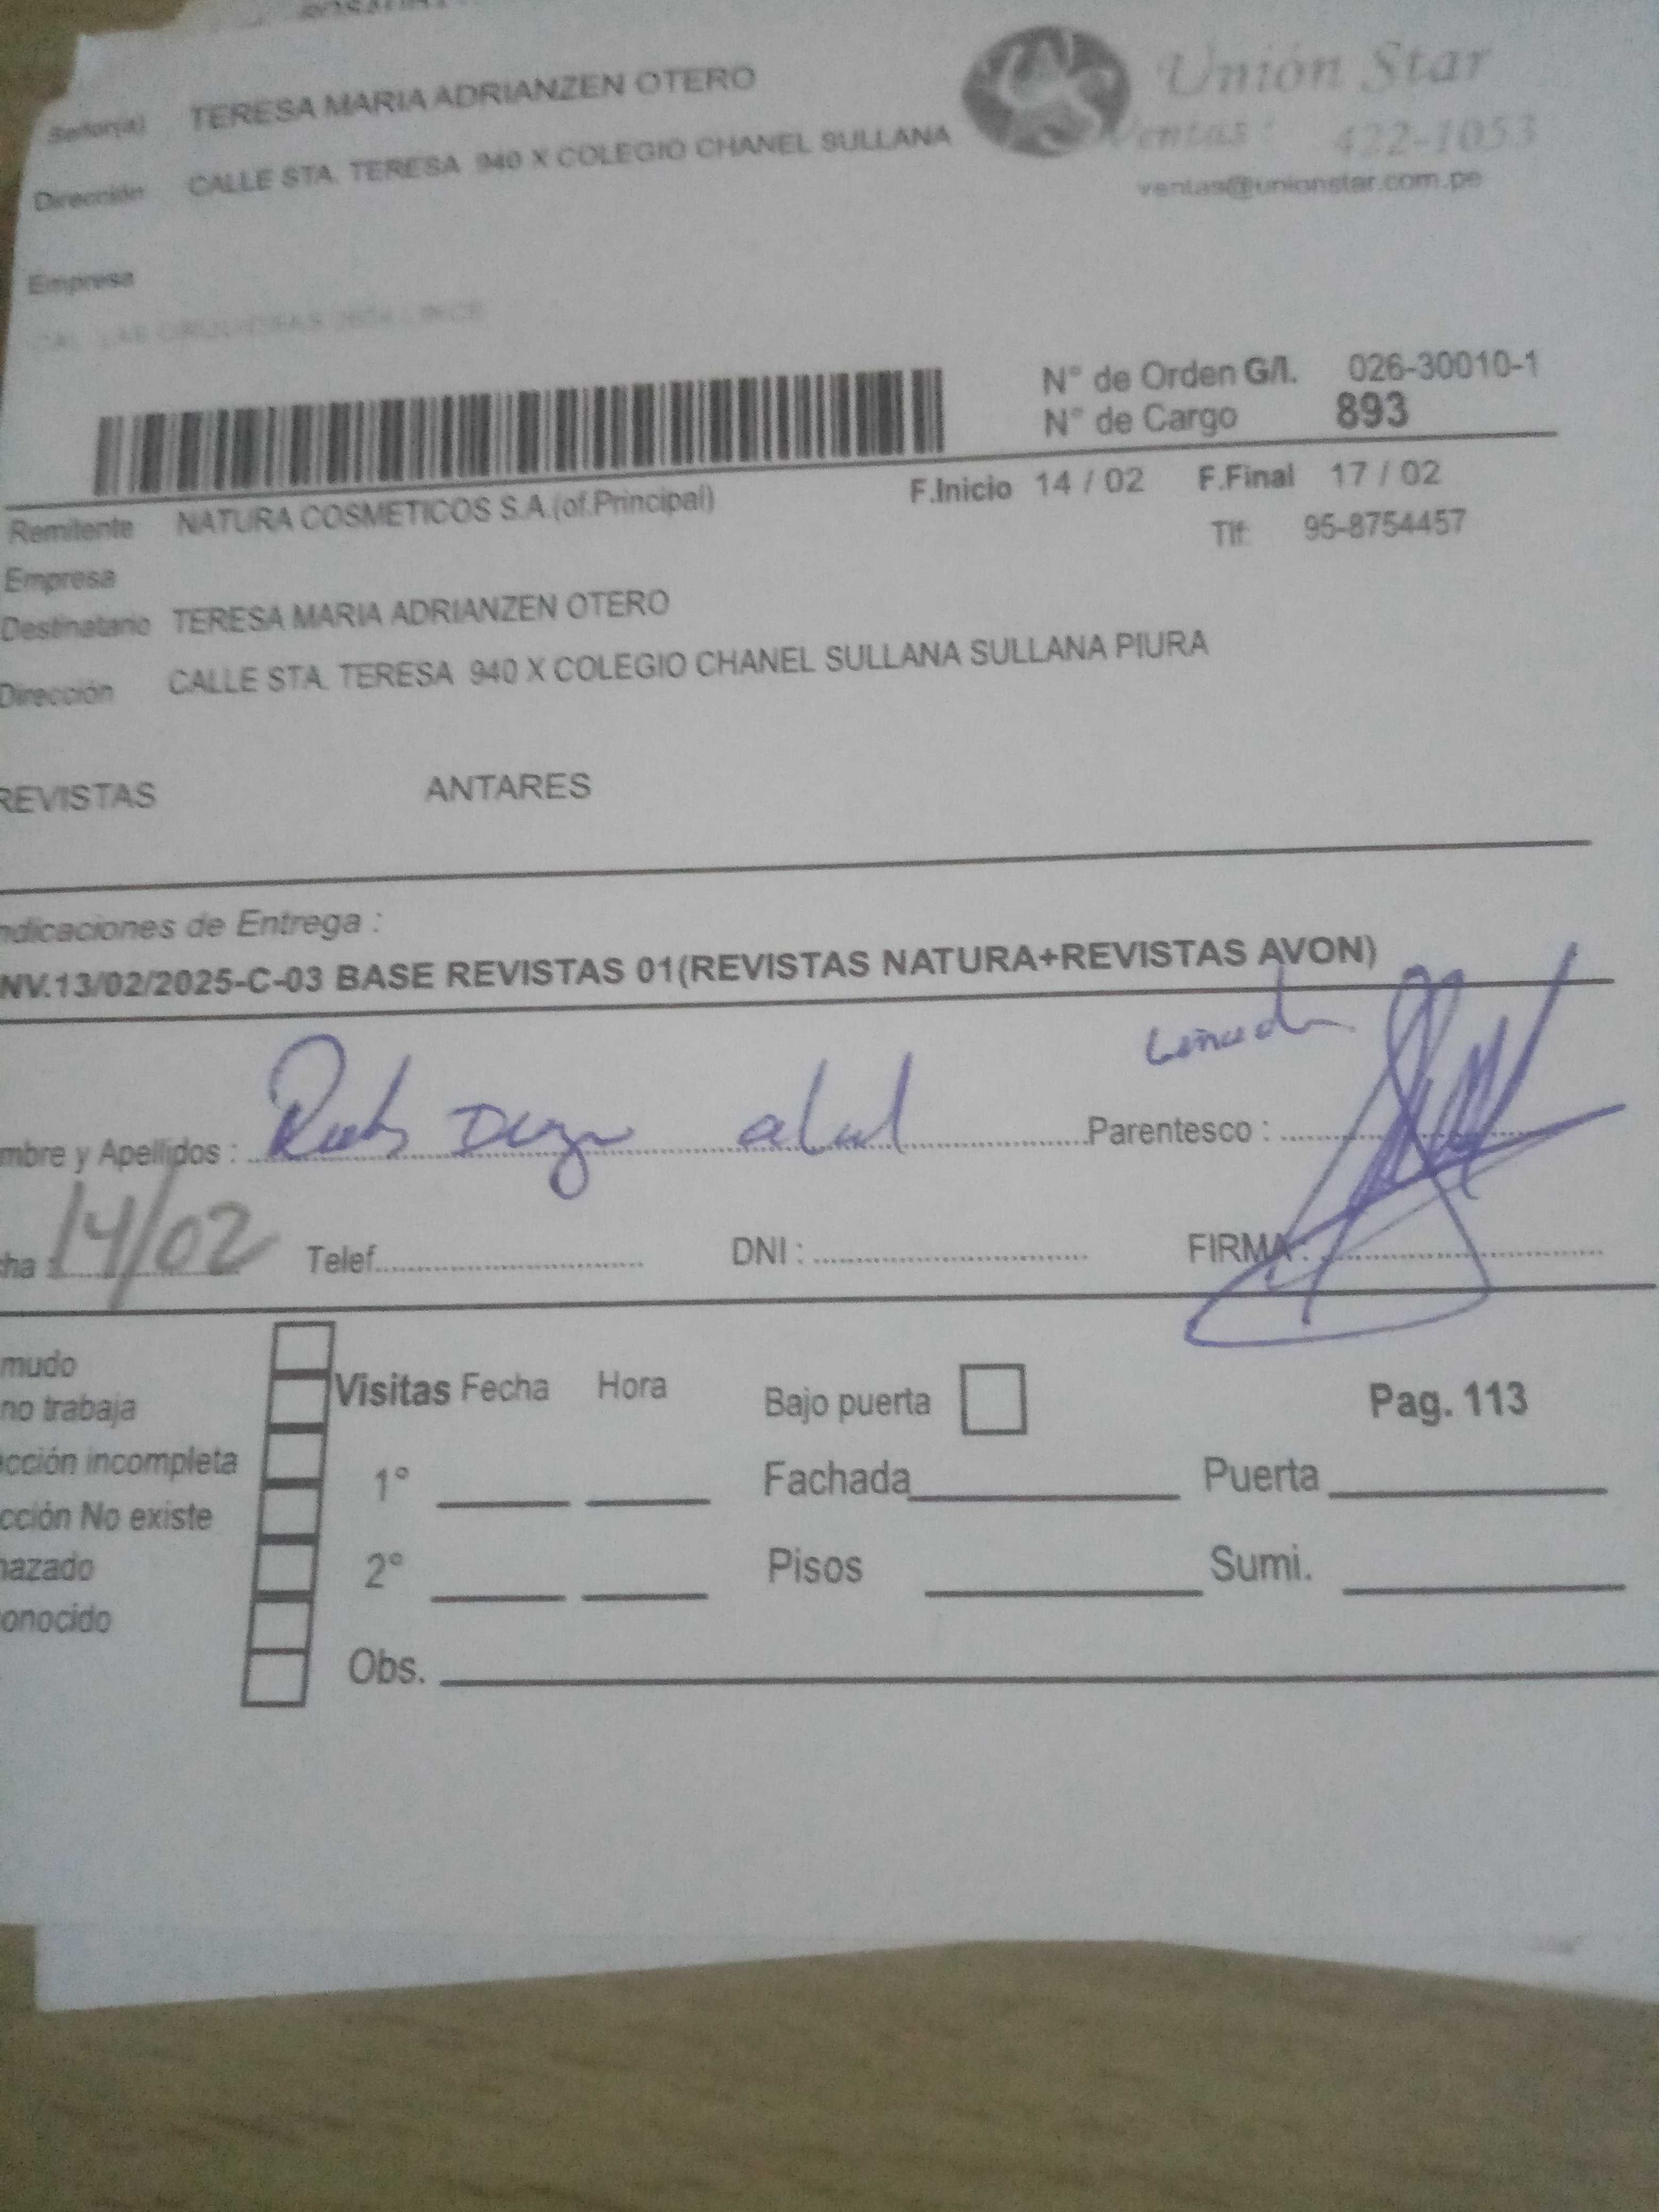 Señor(a) TERESA MARIA ADRIANZEN OTERO
Unión Star
Dirección CALLE STA. TERESA 940 X COLEGIO CHANEL SULLANA
Ventas: 422-1053
ventas@unionstar.com.pe
Empresa
N° de Orden G/I. 026-30010-1
N° de Cargo 893
Remitente NATURA COSMETICOS S.A.(of.Principal) F.Inicio 14 / 02 F.Final 17 / 02
Tlf: 95-8754457
Empresa
Destinatario TERESA MARIA ADRIANZEN OTERO
Dirección CALLE STA. TERESA 940 X COLEGIO CHANEL SULLANA SULLANA PIURA
REVISTAS ANTARES
ndicaciones de Entrega :
NV.13/02/2025-C-03 BASE REVISTAS 01(REVISTAS NATURA+REVISTAS AVON)
mbre y Apellidos : Parentesco :
ha : 14/02 Telef. DNI : FIRMA :
mudo
no trabaja
cción incompleta
cción No existe
hazado
onocido
Visitas Fecha Hora Bajo puerta Pag. 113
1° Fachada Puerta
2° Pisos Sumi.
Obs.